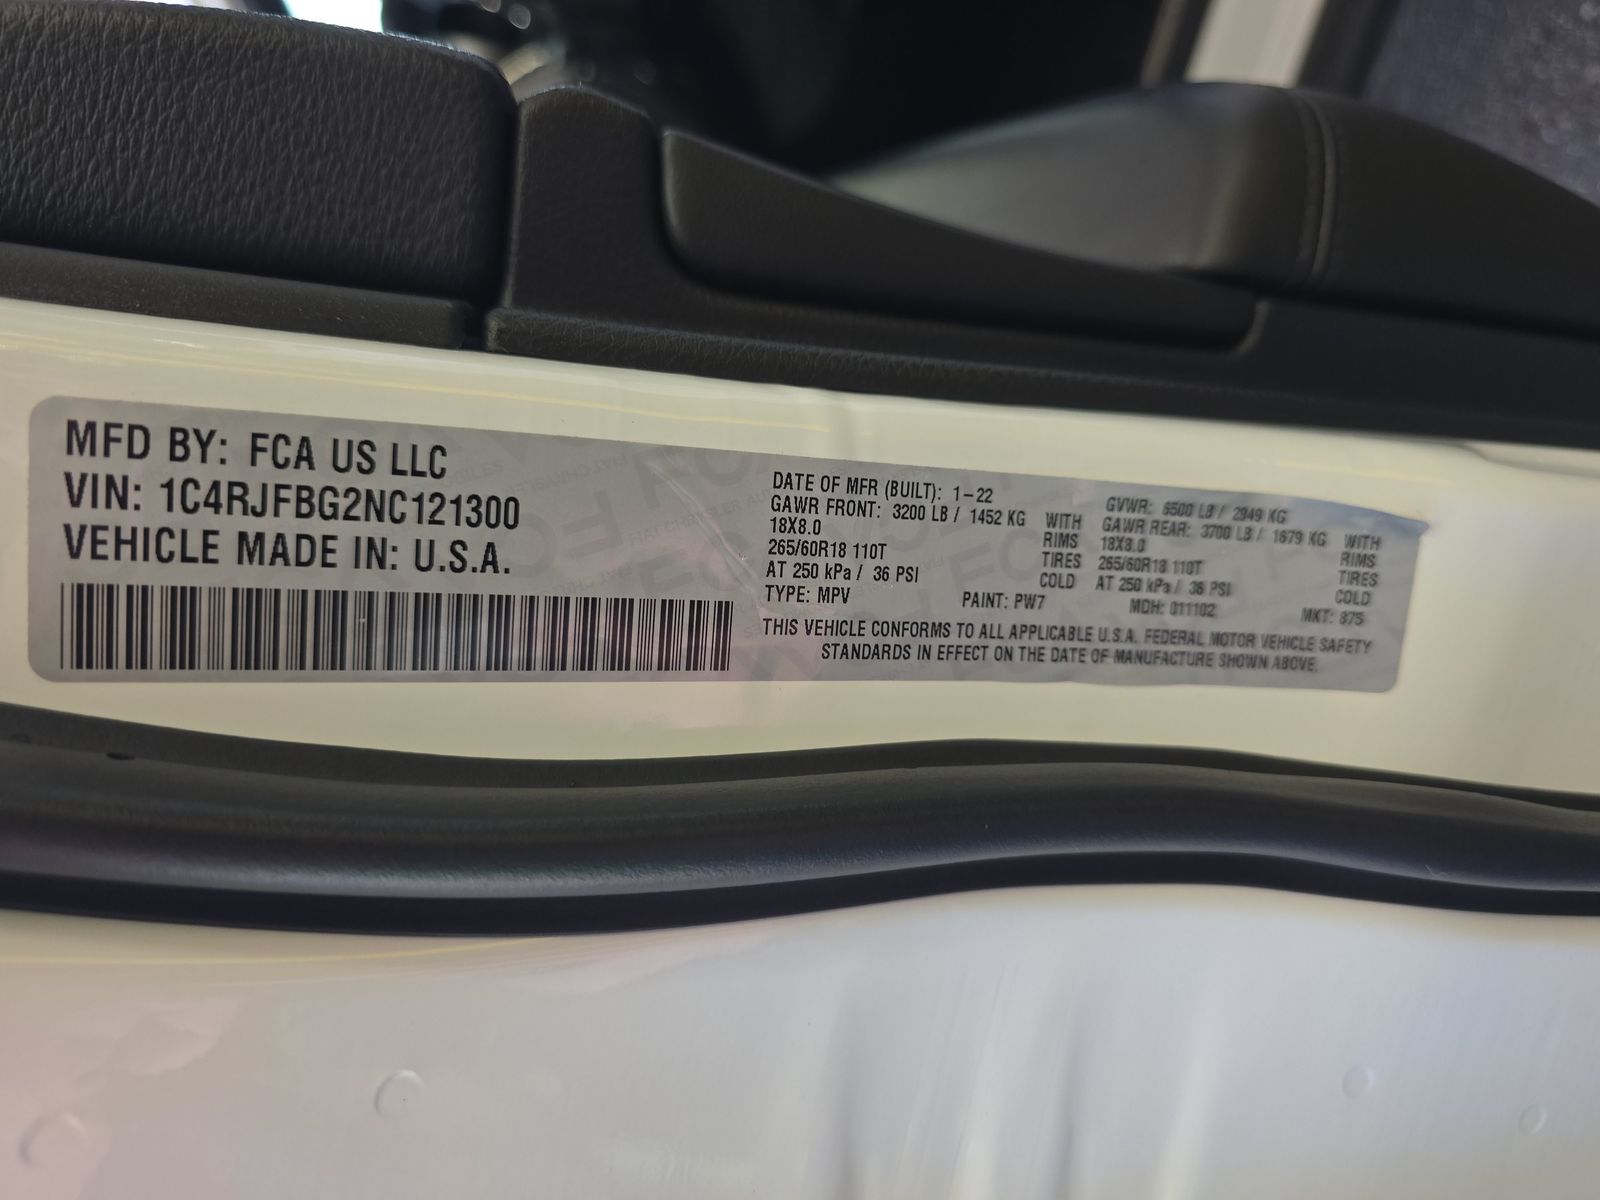 MFD BY: FCA US LLC
VIN: 1C4RJFBG2NC121300
VEHICLE MADE IN: U.S.A.
DATE OF MFR (BUILT): 1-22 GVWR: 6500 LB / 2949 KG
GAWR FRONT: 3200 LB / 1452 KG WITH GAWR REAR: 3700 LB / 1679 KG WITH
18X8.0 RIMS 18X8.0 RIMS
265/60R18 110T TIRES 265/60R18 110T TIRES
AT 250 kPa / 36 PSI COLD AT 250 kPa / 36 PSI COLD
TYPE: MPV PAINT: PW7 MDH: 011102 MKT: 875
THIS VEHICLE CONFORMS TO ALL APPLICABLE U.S.A. FEDERAL MOTOR VEHICLE SAFETY
STANDARDS IN EFFECT ON THE DATE OF MANUFACTURE SHOWN ABOVE.